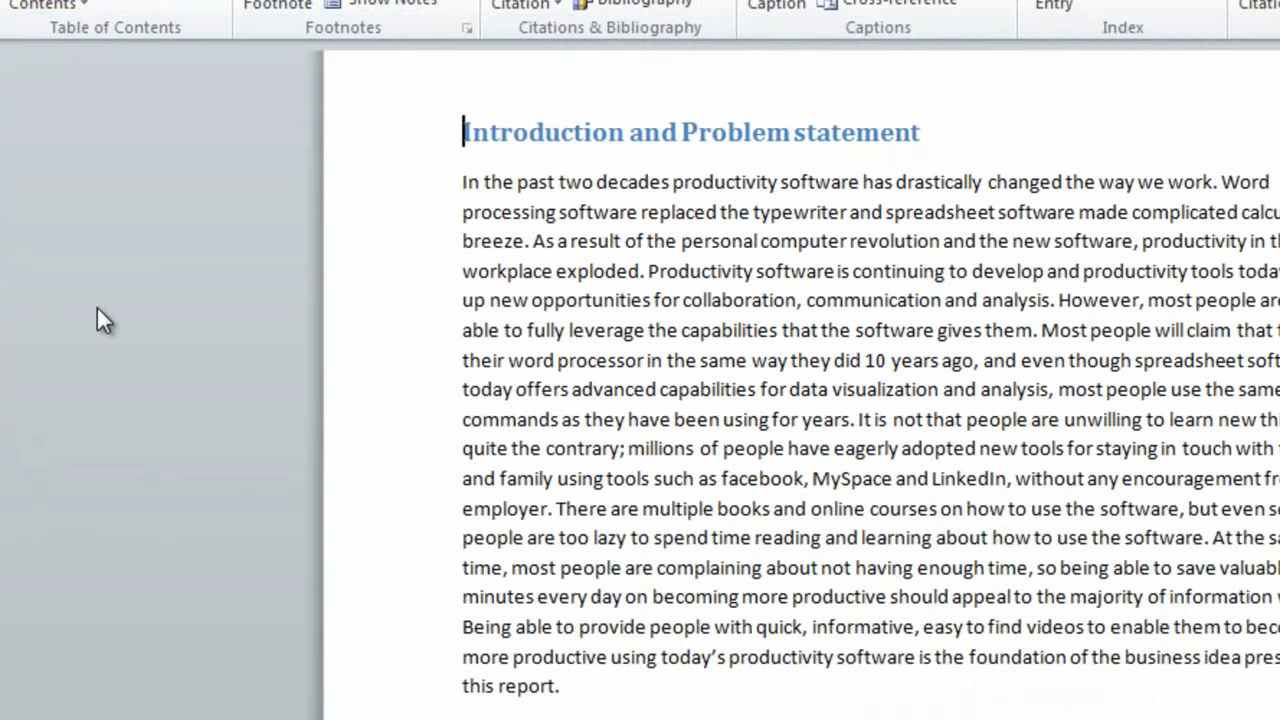 Contents Footnote Show Notes Citation Bibliography Caption Cross-reference Entry Citati
Table of Contents Footnotes Citations & Bibliography Captions Index
Introduction and Problem statement
In the past two decades productivity software has drastically changed the way we work. Word
processing software replaced the typewriter and spreadsheet software made complicated calcu
breeze. As a result of the personal computer revolution and the new software, productivity in th
workplace exploded. Productivity software is continuing to develop and productivity tools toda
up new opportunities for collaboration, communication and analysis. However, most people are
able to fully leverage the capabilities that the software gives them. Most people will claim that t
their word processor in the same way they did 10 years ago, and even though spreadsheet soft
today offers advanced capabilities for data visualization and analysis, most people use the same
commands as they have been using for years. It is not that people are unwilling to learn new thi
quite the contrary; millions of people have eagerly adopted new tools for staying in touch with
and family using tools such as facebook, MySpace and LinkedIn, without any encouragement fr
employer. There are multiple books and online courses on how to use the software, but even s
people are too lazy to spend time reading and learning about how to use the software. At the sa
time, most people are complaining about not having enough time, so being able to save valuabl
minutes every day on becoming more productive should appeal to the majority of information
Being able to provide people with quick, informative, easy to find videos to enable them to bec
more productive using today's productivity software is the foundation of the business idea pres
this report.